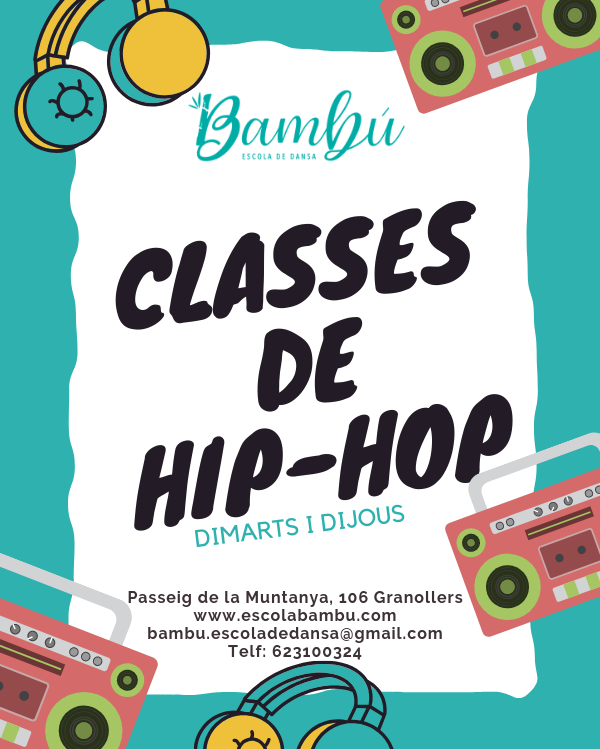 Bambú
ESCOLA DE DANSA
CLASSES
DE
HIP-HOP
DIMARTS I DIJOUS
Passeig de la Muntanya, 106 Granollers
www.escolabambu.com
bambu.escoladedansa@gmail.com
Telf: 623100324